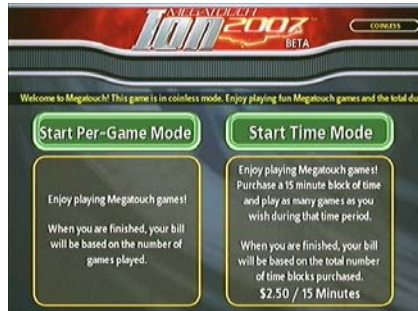 MEGATOUCH
Ion 2007
BETA
COINLESS
Welcome to Megatouch! This game is in coinless mode. Enjoy playing fun Megatouch games and the total du
Start Per-Game Mode
Enjoy playing Megatouch games!
When you are finished, your bill
will be based on the number of
games played.
Start Time Mode
Enjoy playing Megatouch games!
Purchase a 15 minute block of time
and play as many games as you
wish during that time period.
When you are finished, your bill
will be based on the total number
of time blocks purchased.
$2.50 / 15 Minutes